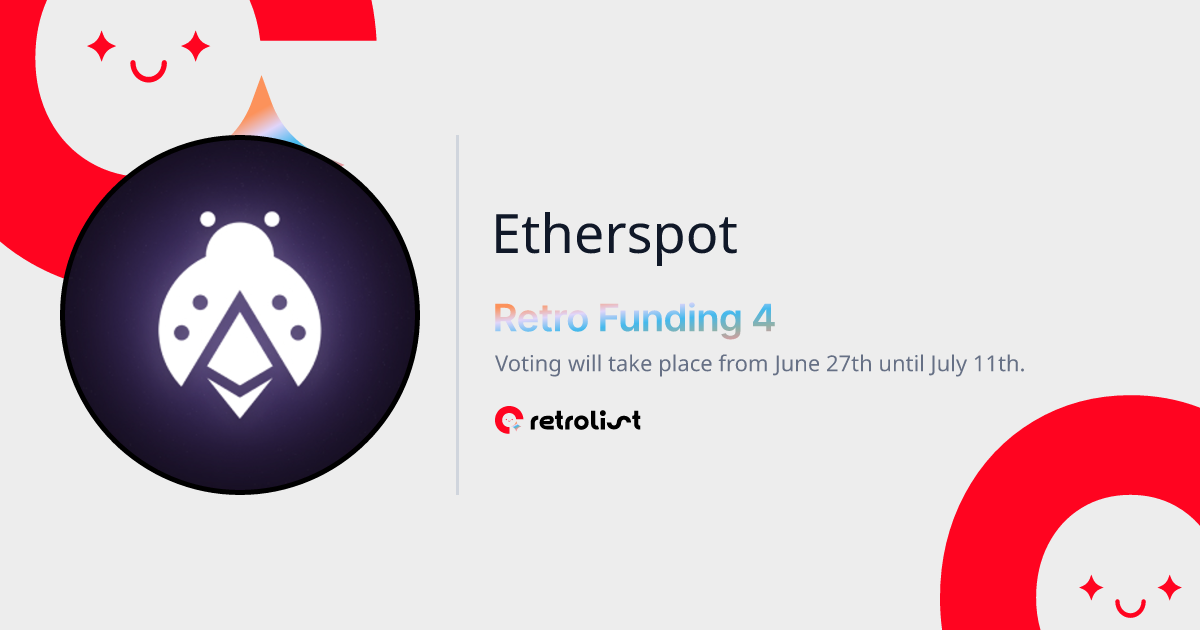 Etherspot
Retro Funding 4
Voting will take place from June 27th until July 11th.
retrolist